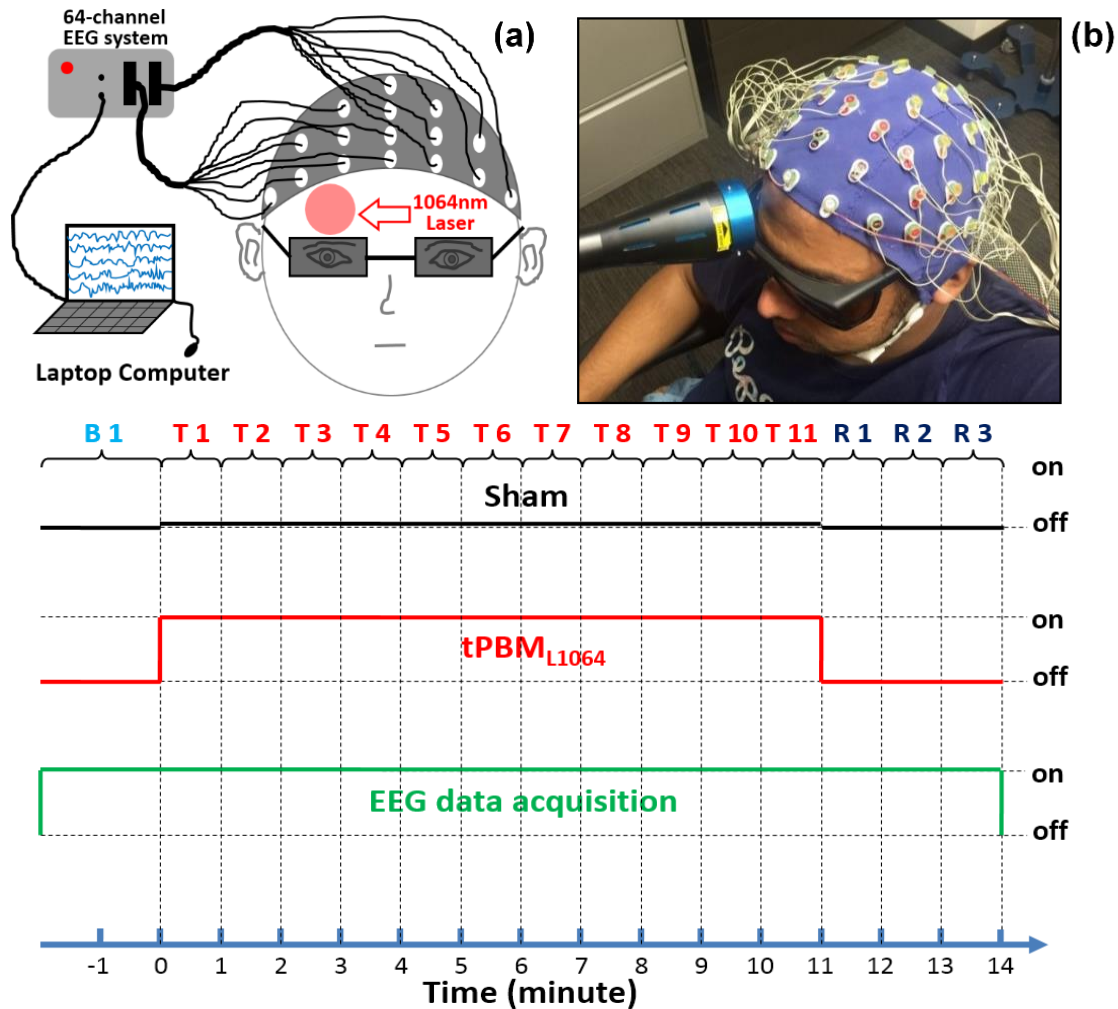 64-channel
EEG system
(a)
(b)
1064nm
Laser
Laptop Computer
B 1 T 1 T 2 T 3 T 4 T 5 T 6 T 7 T 8 T 9 T 10 T 11 R 1 R 2 R 3
on
Sham
off
on
tPBM L1064
off
on
EEG data acquisition
off
-1 0 1 2 3 4 5 6 7 8 9 10 11 12 13 14
Time (minute)